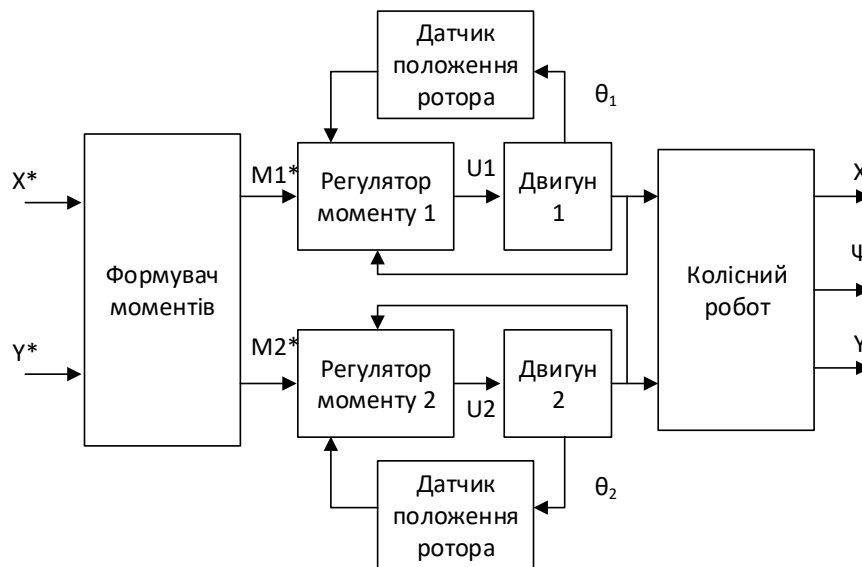 Датчик
положення
ротора
θ₁
X*
M1*
Регулятор
моменту 1
U1
Двигун
1
X
Формувач
моментів
Колісний
робот
Ψ
Y*
M2*
Регулятор
моменту 2
U2
Двигун
2
Y
Датчик
положення
ротора
θ₂